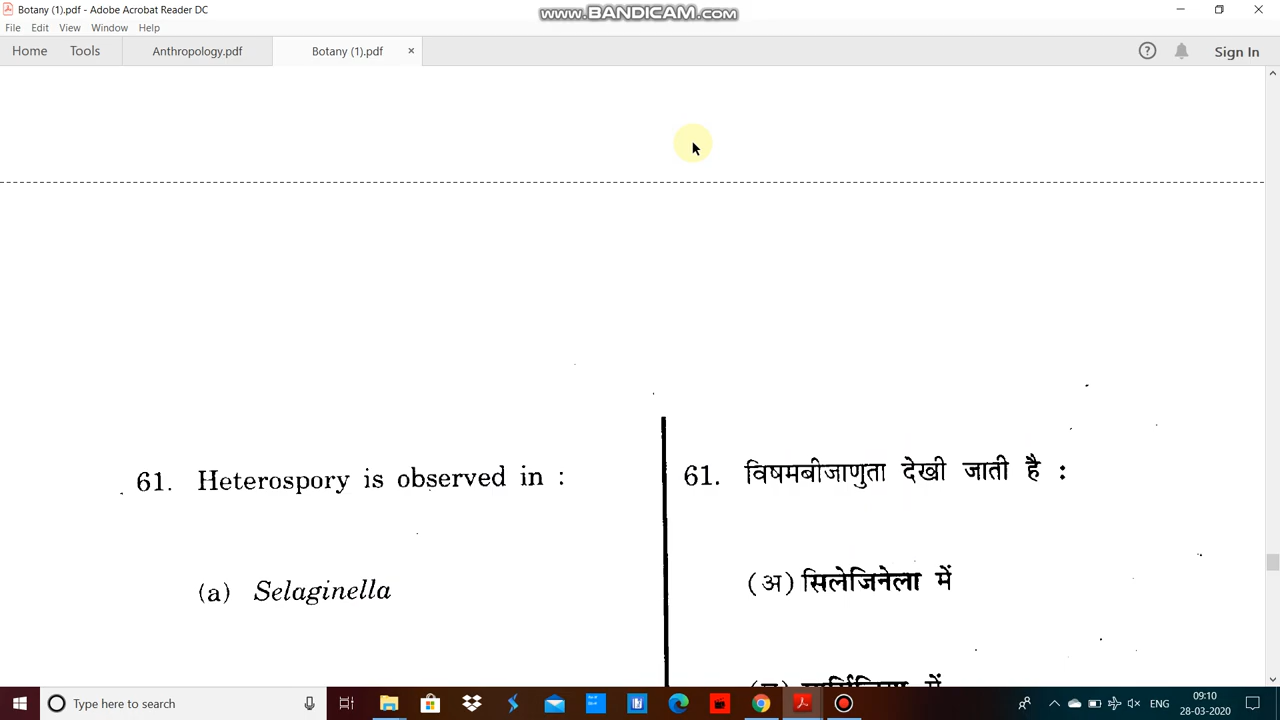 Botany (1).pdf - Adobe Acrobat Reader DC
www.BANDICAM.com
File Edit View Window Help
Home Tools Anthropology.pdf Botany (1).pdf × Sign In
61. Heterospory is observed in :
(a) Selaginella
61. विषमबीजाणुता देखी जाती है :
(अ) सिलेजिनेला में
Type here to search
ENG
09:10
28-03-2020